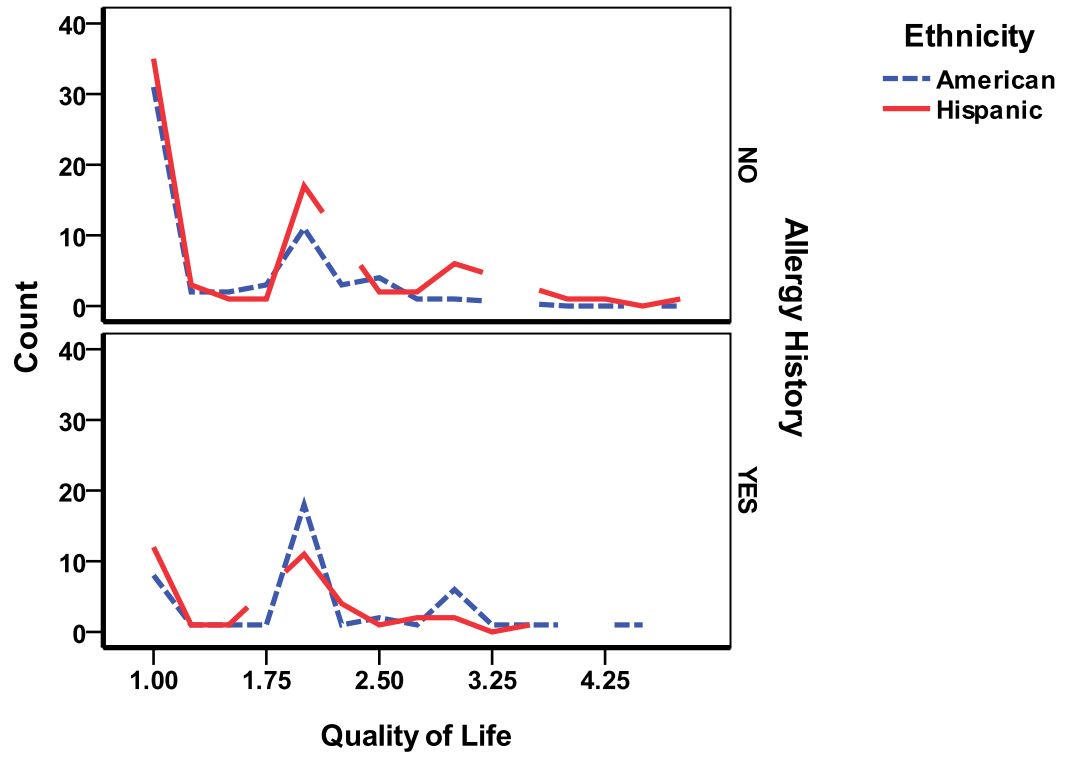 Ethnicity
American
Hispanic
40
30
20
10
0
NO
40
30
20
10
0
YES
Count
Allergy History
1.00 1.75 2.50 3.25 4.25
Quality of Life